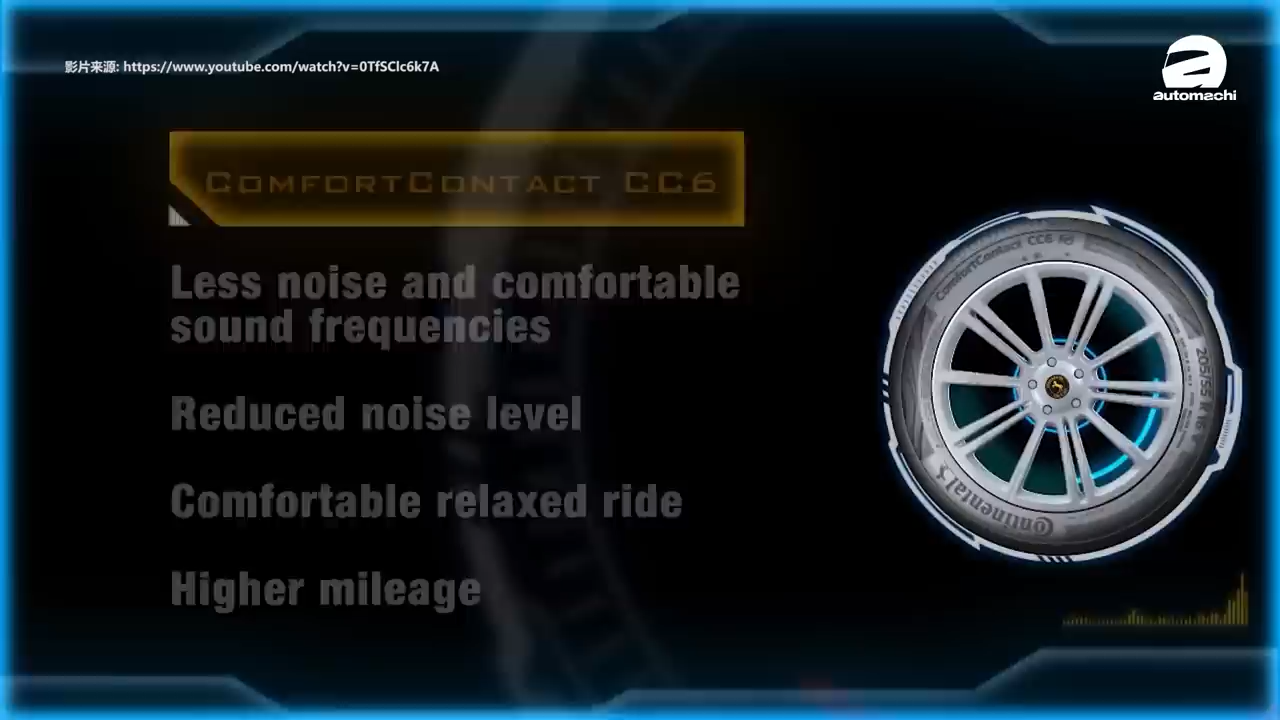 影片来源: https://www.youtube.com/watch?v=0TfSClc6k7A
automachi
COMFORTCONTACT CC6
Less noise and comfortable
sound frequencies
Reduced noise level
Comfortable relaxed ride
Higher mileage
ComfortContact CC6
205/55 R16 V
Continental